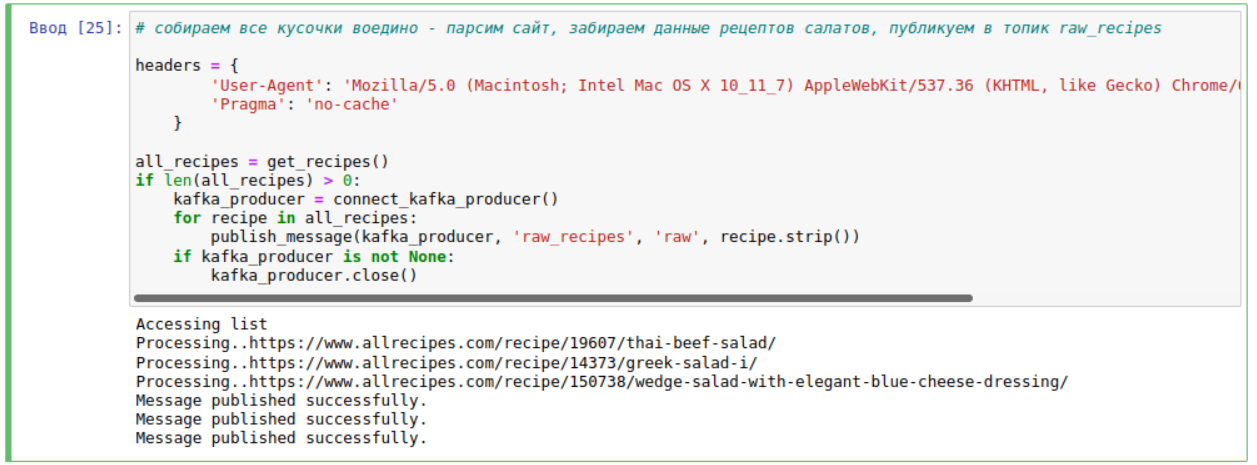 Ввод [25]: # собираем все кусочки воедино - парсим сайт, забираем данные рецептов салатов, публикуем в топик raw_recipes
headers = {
'User-Agent': 'Mozilla/5.0 (Macintosh; Intel Mac OS X 10_11_7) AppleWebKit/537.36 (KHTML, like Gecko) Chrome/
'Pragma': 'no-cache'
}
all_recipes = get_recipes()
if len(all_recipes) > 0:
kafka_producer = connect_kafka_producer()
for recipe in all_recipes:
publish_message(kafka_producer, 'raw_recipes', 'raw', recipe.strip())
if kafka_producer is not None:
kafka_producer.close()
Accessing list
Processing..https://www.allrecipes.com/recipe/19607/thai-beef-salad/
Processing..https://www.allrecipes.com/recipe/14373/greek-salad-i/
Processing..https://www.allrecipes.com/recipe/150738/wedge-salad-with-elegant-blue-cheese-dressing/
Message published successfully.
Message published successfully.
Message published successfully.